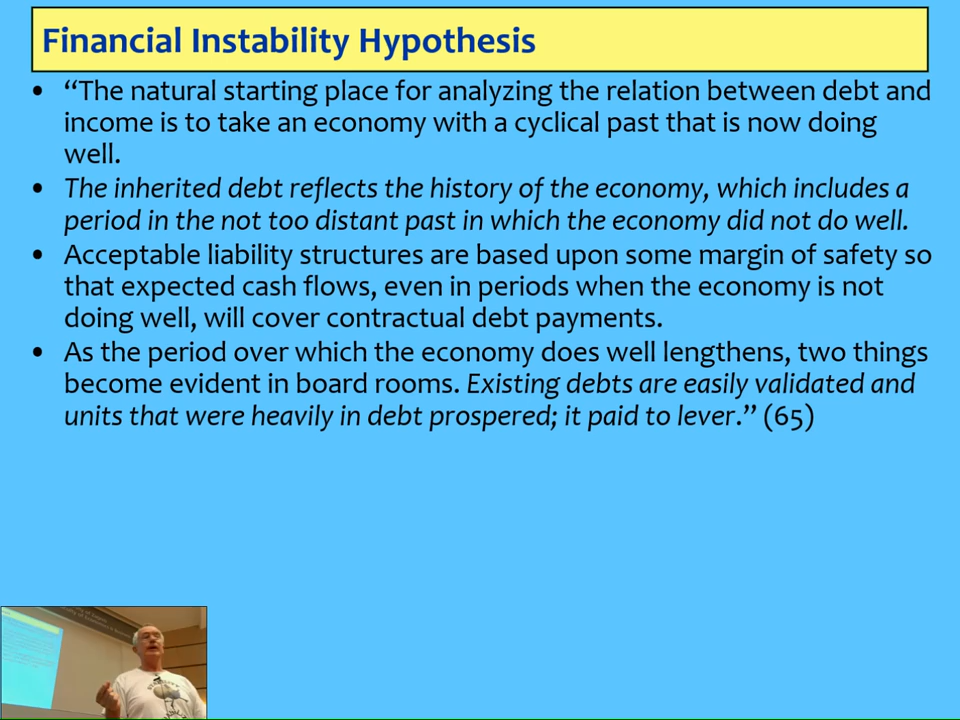 Financial Instability Hypothesis
• “The natural starting place for analyzing the relation between debt and
income is to take an economy with a cyclical past that is now doing
well.
• The inherited debt reflects the history of the economy, which includes a
period in the not too distant past in which the economy did not do well.
• Acceptable liability structures are based upon some margin of safety so
that expected cash flows, even in periods when the economy is not
doing well, will cover contractual debt payments.
• As the period over which the economy does well lengthens, two things
become evident in board rooms. Existing debts are easily validated and
units that were heavily in debt prospered; it paid to lever.” (65)